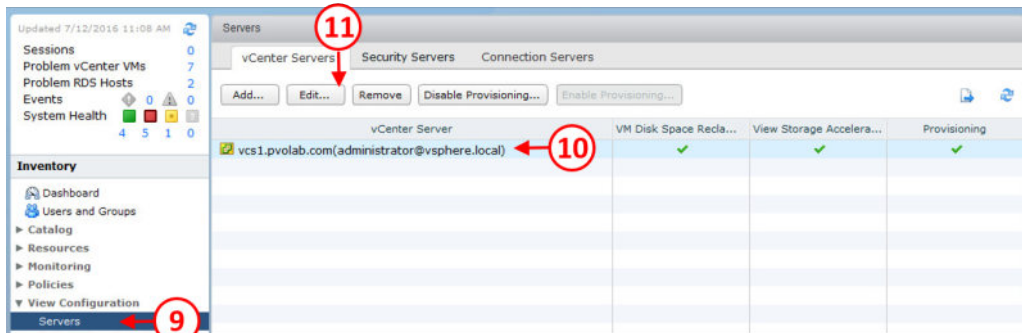 Updated 7/12/2016 11:08 AM
Sessions 0
Problem vCenter VMs 7
Problem RDS Hosts 2
Events 0 0
System Health
4 5 1 0
Inventory
Dashboard
Users and Groups
Catalog
Resources
Monitoring
Policies
View Configuration
Servers
9
Servers
11
vCenter Servers Security Servers Connection Servers
Add... Edit... Remove Disable Provisioning... Enable Provisioning...
vCenter Server VM Disk Space Recla... View Storage Accelera... Provisioning
vcs1.pvolab.com(administrator@vsphere.local)
10